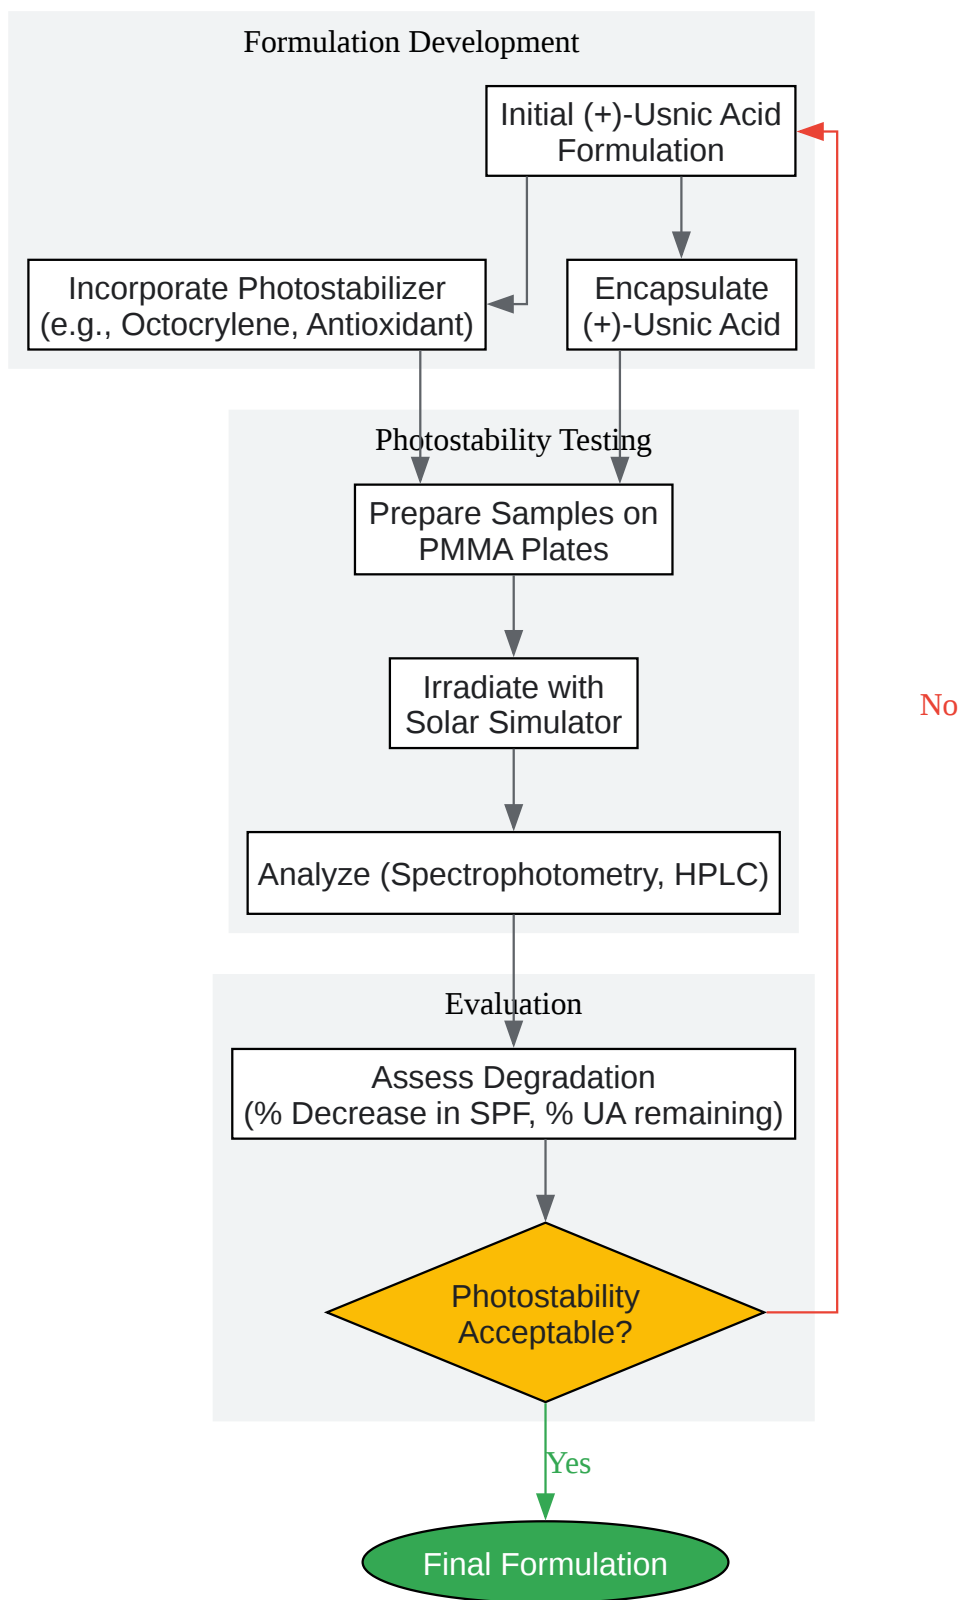 Formulation Development
Initial (+)-Usnic Acid
Formulation
Incorporate Photostabilizer
(e.g., Octocrylene, Antioxidant)
Encapsulate
(+)-Usnic Acid
Photostability Testing
Prepare Samples on
PMMA Plates
Irradiate with
Solar Simulator
No
Analyze (Spectrophotometry, HPLC)
Evaluation
Assess Degradation
(% Decrease in SPF, % UA remaining)
Photostability
Acceptable?
Yes
Final Formulation